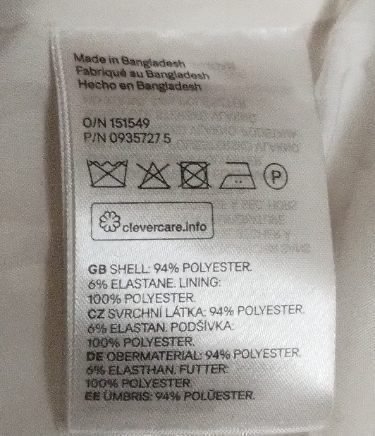 Made in Bangladesh
Fabriqué au Bangladesh
Hecho en Bangladesh
O/N 151549
P/N 0935727 5
P
clevercare.info
GB SHELL: 94% POLYESTER.
6% ELASTANE. LINING:
100% POLYESTER.
CZ SVRCHNÍ LÁTKA: 94% POLYESTER.
6% ELASTAN. PODŠÍVKA:
100% POLYESTER.
DE OBERMATERIAL: 94% POLYESTER.
6% ELASTHAN. FUTTER:
100% POLYESTER
EE ÜMBRIS: 94% POLÜESTER.